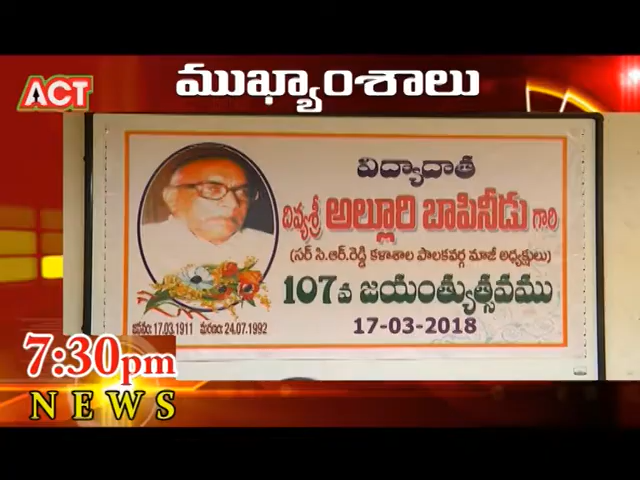 ACT
ముఖ్యాంశాలు
విద్యాదాత
దివ్యశ్రీ అల్లూరి బాపినీడు గారి
(సర్ సి.ఆర్.రెడ్డి కళాశాల పాలకవర్గ మాజీ అధ్యక్షులు)
107వ జయంత్యుత్సవము
17-03-2018
జననం:17.03.1911 మరణం: 24.07.1992
7:30pm
NEWS